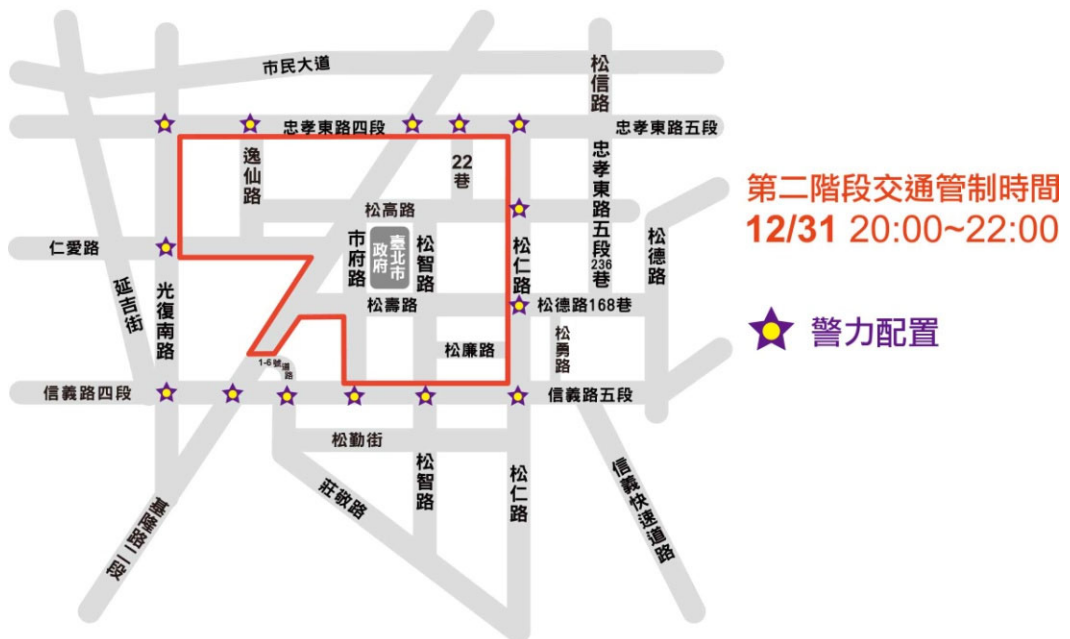 市民大道
松信路
忠孝東路四段
忠孝東路五段
逸仙路
22巷
忠孝東路五段236巷
第二階段交通管制時間
12/31 20:00~22:00
松高路
仁愛路
市府路
臺北市政府
松智路
松仁路
松德路
延吉街
光復南路
松壽路
松德路168巷
警力配置
松廉路
松勇路
1-6號道路
信義路四段
信義路五段
松勤街
松智路
松仁路
莊敬路
信義快速道路
基隆路二段